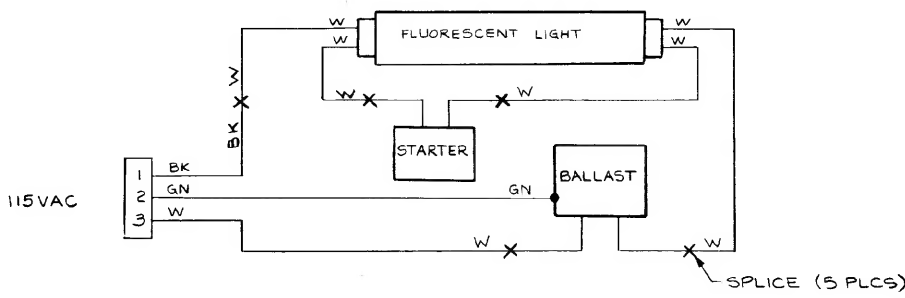 W
W
FLUORESCENT LIGHT
W
W
W
W
W
BK
STARTER
BALLAST
115VAC
1
BK
2
GN
GN
3
W
W
W
SPLICE (5 PLCS)